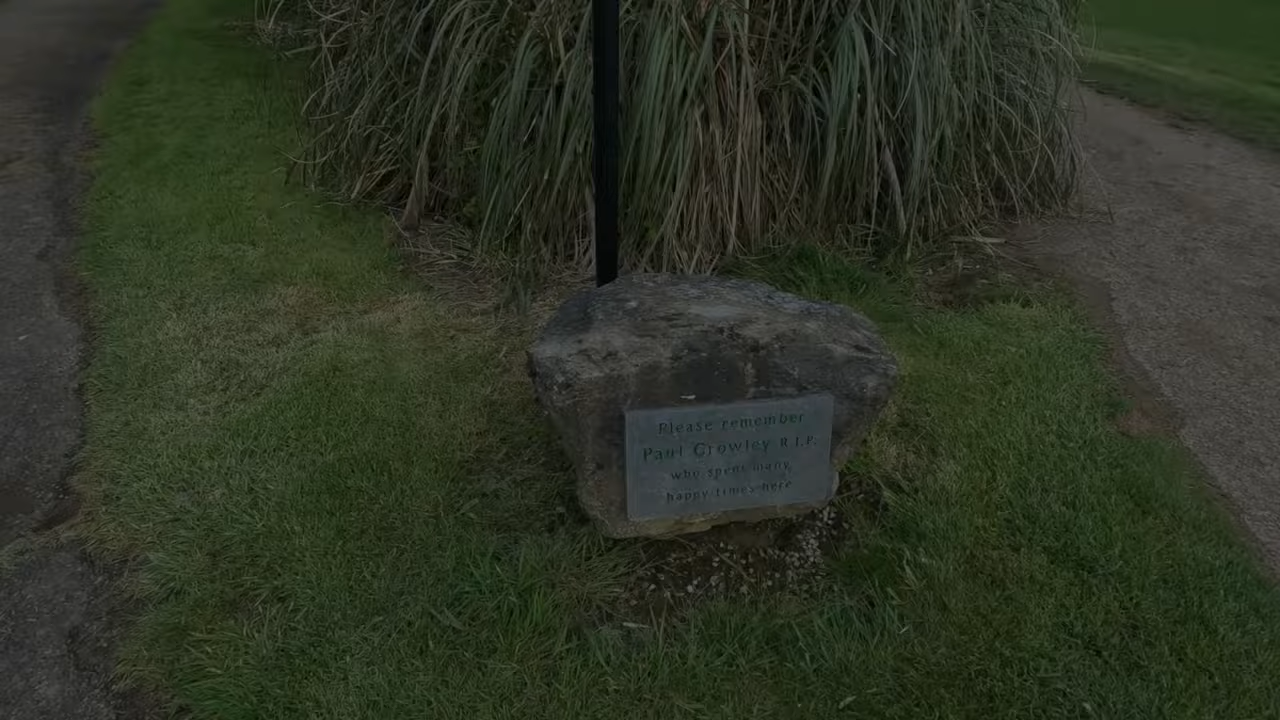 Please remember
Paul Crowley R.I.P.
who spent many
happy times here